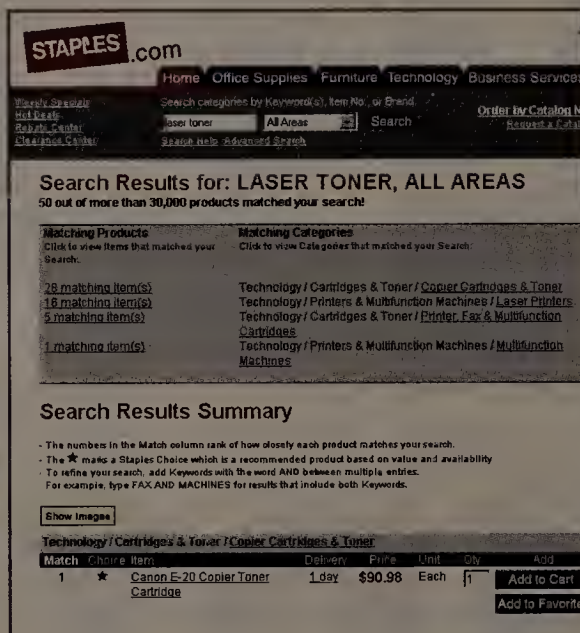 STAPLES.com
Home Office Supplies Furniture Technology Business Services
Weekly Specials
Hot Deals
Rebate Center
Clearance Center
Search categories by Keyword(s), Item No., or Brand.
laser toner All Areas Search
Search Help Advanced Search
Order by Catalog N
Request a Catal
Search Results for: LASER TONER, ALL AREAS
50 out of more than 30,000 products matched your search!
Matching Products
Click to view Items that matched your
Search:
Matching Categories
Click to view Categories that matched your Search:
28 matching item(s) Technology / Cartridges & Toner / Copier Cartridges & Toner
16 matching item(s) Technology / Printers & Multifunction Machines / Laser Printers
5 matching item(s) Technology / Cartridges & Toner / Printer, Fax & Multifunction
Cartridges
1 matching item(s) Technology / Printers & Multifunction Machines / Multifunction
Machines
Search Results Summary
- The numbers in the Match column rank of how closely each product matches your search.
- The ★ marks a Staples Choice which is a recommended product based on value and availability
- To refine your search, add Keywords with the word AND between multiple entries.
For example, type FAX AND MACHINES for results that include both Keywords.
Show Images
Technology / Cartridges & Toner / Copier Cartridges & Toner
Match Choice Item Delivery Price Unit Qty Add
1 ★ Canon E-20 Copier Toner 1 day $90.98 Each 1 Add to Cart
Cartridge
Add to Favorite